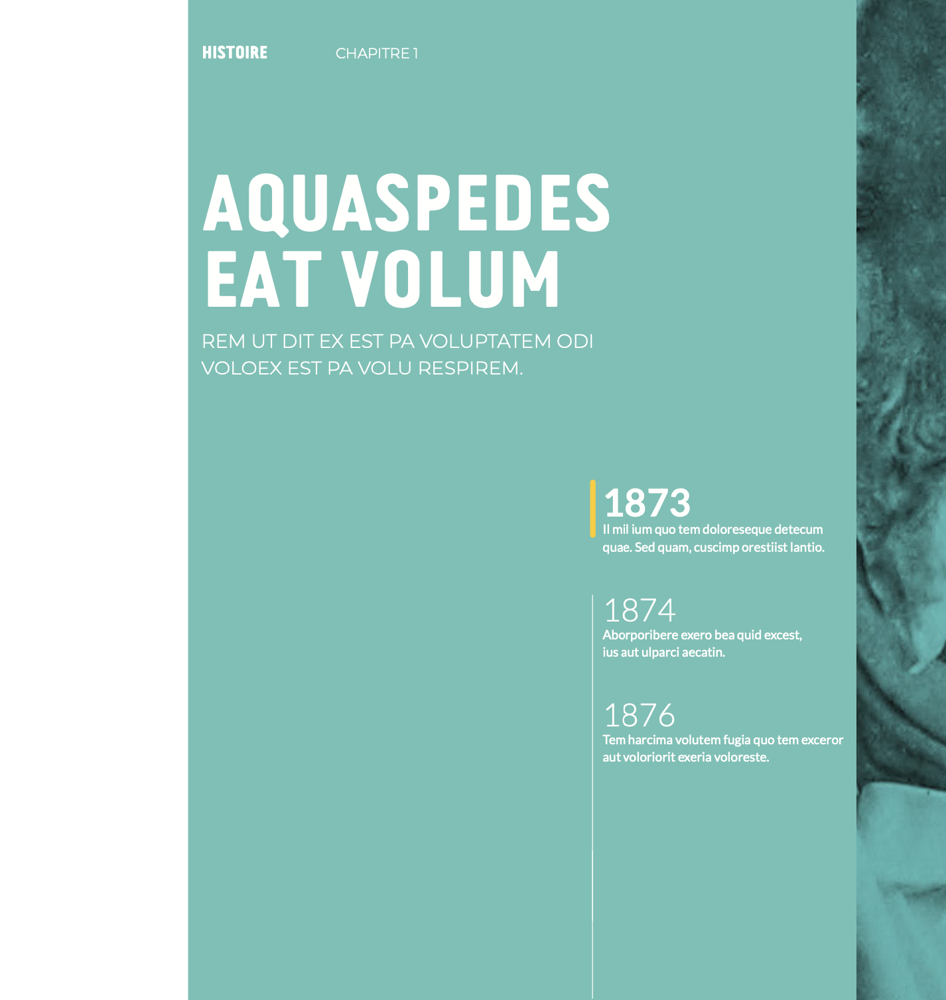 HISTOIRE CHAPITRE 1
AQUASPEDES
EAT VOLUM
REM UT DIT EX EST PA VOLUPTATEM ODI
VOLOEX EST PA VOLU RESPIREM.
1873
Il mil ium quo tem doloreseque detecum
quae. Sed quam, cuscimp orestiist lantio.
1874
Aborporibere exero bea quid excest,
ius aut ulparci aecatin.
1876
Tem harcima volutem fugia quo tem exceror
aut voloriorit exeria voloreste.